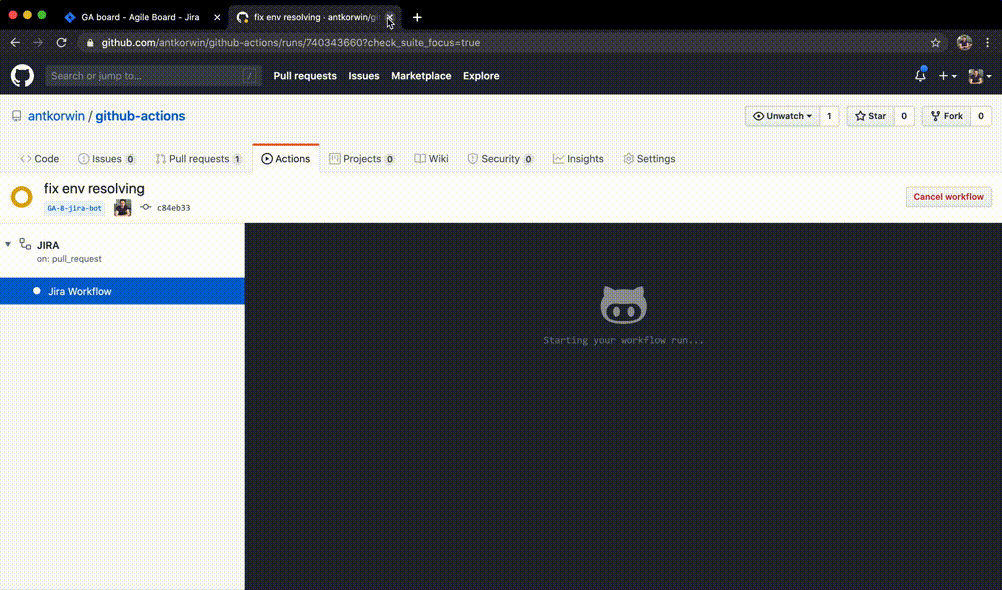 GA board - Agile Board - Jira
fix env resolving · antkorwin/gi
github.com/antkorwin/github-actions/runs/740343660?check_suite_focus=true
Search or jump to... / Pull requests Issues Marketplace Explore
antkorwin / github-actions Unwatch 1 Star 0 Fork 0
Code Issues 0 Pull requests 1 Actions Projects 0 Wiki Security 0 Insights Settings
fix env resolving
GA-8-jira-bot c84eb33 Cancel workflow
JIRA
on: pull_request
Jira Workflow
Starting your workflow run...